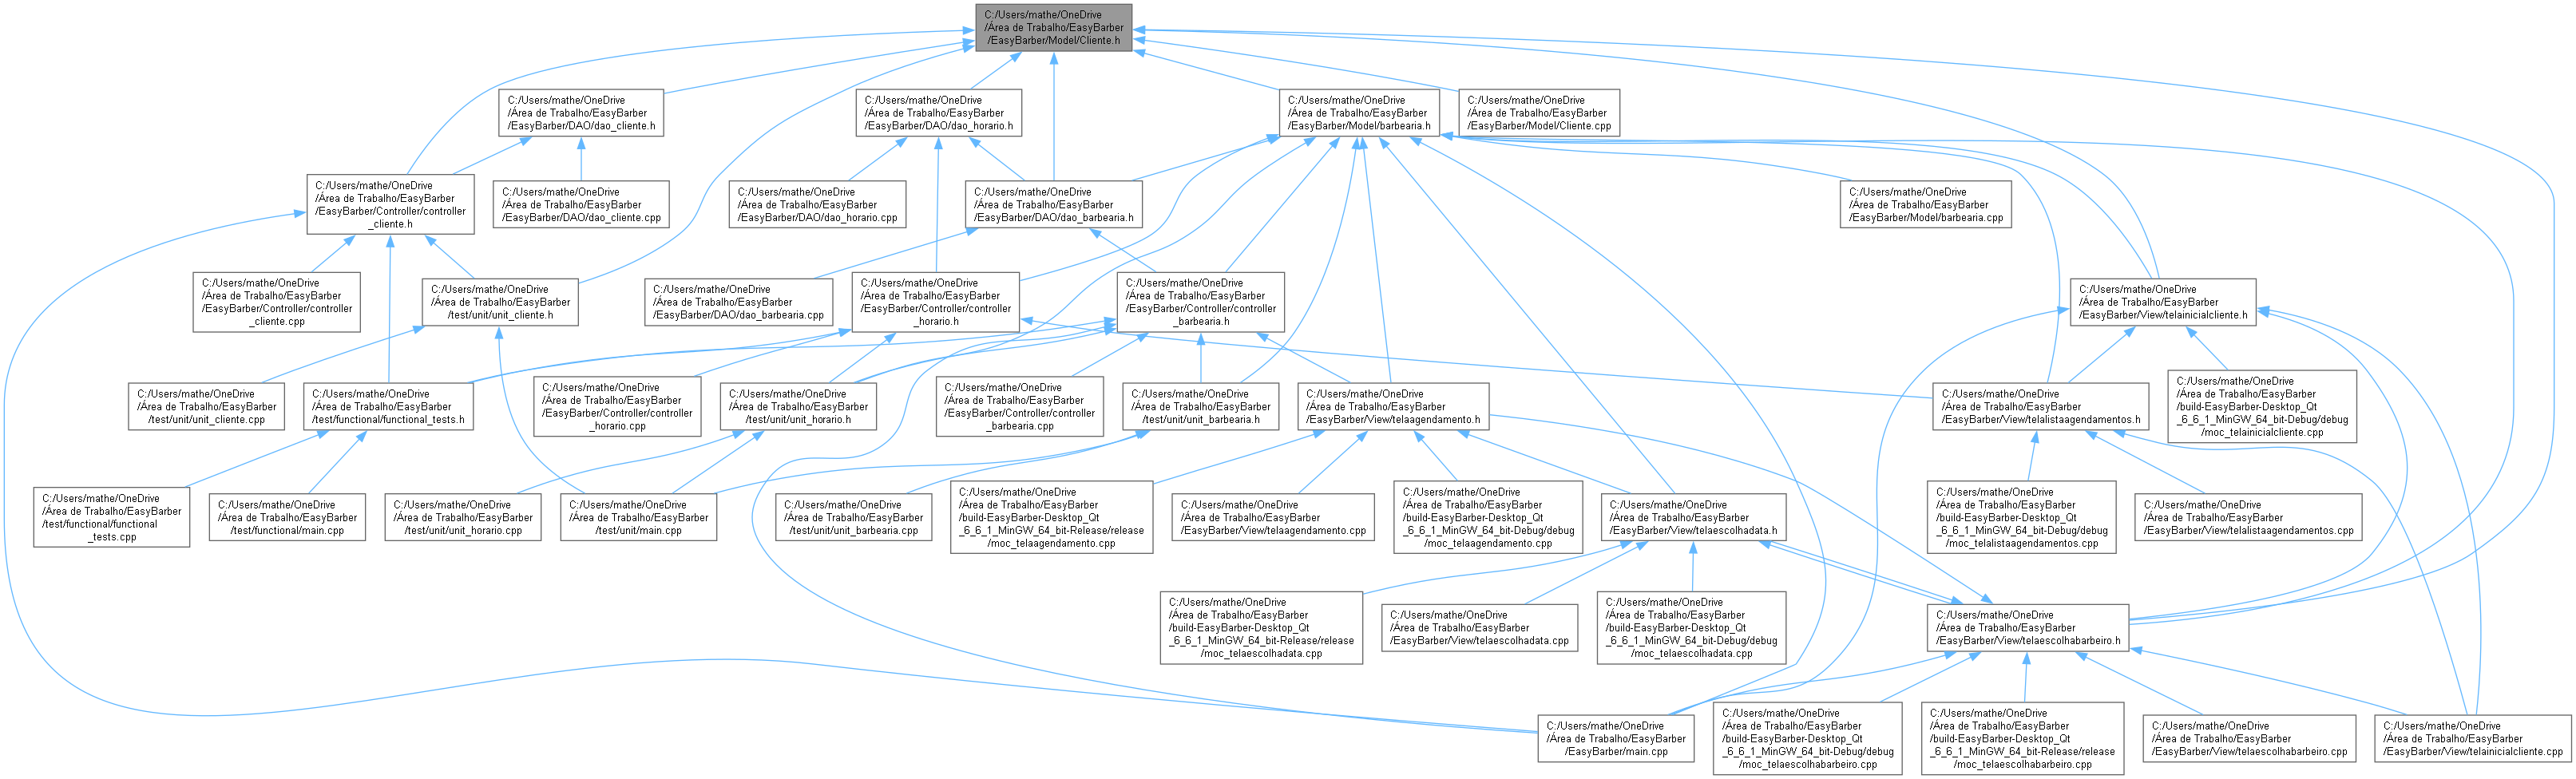 C:/Users/mathe/OneDrive
/Área de Trabalho/EasyBarber
/EasyBarber/Model/Cliente.h
C:/Users/mathe/OneDrive
/Área de Trabalho/EasyBarber
/EasyBarber/DAO/dao_cliente.h
C:/Users/mathe/OneDrive
/Área de Trabalho/EasyBarber
/EasyBarber/DAO/dao_horario.h
C:/Users/mathe/OneDrive
/Área de Trabalho/EasyBarber
/EasyBarber/Model/barbearia.h
C:/Users/mathe/OneDrive
/Área de Trabalho/EasyBarber
/EasyBarber/Model/Cliente.cpp
C:/Users/mathe/OneDrive
/Área de Trabalho/EasyBarber
/EasyBarber/Controller/controller
_cliente.h
C:/Users/mathe/OneDrive
/Área de Trabalho/EasyBarber
/EasyBarber/DAO/dao_cliente.cpp
C:/Users/mathe/OneDrive
/Área de Trabalho/EasyBarber
/EasyBarber/DAO/dao_horario.cpp
C:/Users/mathe/OneDrive
/Área de Trabalho/EasyBarber
/EasyBarber/DAO/dao_barbearia.h
C:/Users/mathe/OneDrive
/Área de Trabalho/EasyBarber
/EasyBarber/Model/barbearia.cpp
C:/Users/mathe/OneDrive
/Área de Trabalho/EasyBarber
/EasyBarber/Controller/controller
_cliente.cpp
C:/Users/mathe/OneDrive
/Área de Trabalho/EasyBarber
/test/unit/unit_cliente.h
C:/Users/mathe/OneDrive
/Área de Trabalho/EasyBarber
/EasyBarber/DAO/dao_barbearia.cpp
C:/Users/mathe/OneDrive
/Área de Trabalho/EasyBarber
/EasyBarber/Controller/controller
_horario.h
C:/Users/mathe/OneDrive
/Área de Trabalho/EasyBarber
/EasyBarber/Controller/controller
_barbearia.h
C:/Users/mathe/OneDrive
/Área de Trabalho/EasyBarber
/EasyBarber/View/telainicialcliente.h
C:/Users/mathe/OneDrive
/Área de Trabalho/EasyBarber
/test/unit/unit_cliente.cpp
C:/Users/mathe/OneDrive
/Área de Trabalho/EasyBarber
/test/functional/functional_tests.h
C:/Users/mathe/OneDrive
/Área de Trabalho/EasyBarber
/EasyBarber/Controller/controller
_horario.cpp
C:/Users/mathe/OneDrive
/Área de Trabalho/EasyBarber
/test/unit/unit_horario.h
C:/Users/mathe/OneDrive
/Área de Trabalho/EasyBarber
/EasyBarber/Controller/controller
_barbearia.cpp
C:/Users/mathe/OneDrive
/Área de Trabalho/EasyBarber
/test/unit/unit_barbearia.h
C:/Users/mathe/OneDrive
/Área de Trabalho/EasyBarber
/EasyBarber/View/telaagendamento.h
C:/Users/mathe/OneDrive
/Área de Trabalho/EasyBarber
/EasyBarber/View/telalistaagendamentos.h
C:/Users/mathe/OneDrive
/Área de Trabalho/EasyBarber
/build-EasyBarber-Desktop_Qt
_6_6_1_MinGW_64_bit-Debug/debug
/moc_telainicialcliente.cpp
C:/Users/mathe/OneDrive
/Área de Trabalho/EasyBarber
/test/functional/functional
_tests.cpp
C:/Users/mathe/OneDrive
/Área de Trabalho/EasyBarber
/test/functional/main.cpp
C:/Users/mathe/OneDrive
/Área de Trabalho/EasyBarber
/test/unit/unit_horario.cpp
C:/Users/mathe/OneDrive
/Área de Trabalho/EasyBarber
/test/unit/main.cpp
C:/Users/mathe/OneDrive
/Área de Trabalho/EasyBarber
/test/unit/unit_barbearia.cpp
C:/Users/mathe/OneDrive
/Área de Trabalho/EasyBarber
/build-EasyBarber-Desktop_Qt
_6_6_1_MinGW_64_bit-Release/release
/moc_telaagendamento.cpp
C:/Users/mathe/OneDrive
/Área de Trabalho/EasyBarber
/EasyBarber/View/telaagendamento.cpp
C:/Users/mathe/OneDrive
/Área de Trabalho/EasyBarber
/build-EasyBarber-Desktop_Qt
_6_6_1_MinGW_64_bit-Debug/debug
/moc_telaagendamento.cpp
C:/Users/mathe/OneDrive
/Área de Trabalho/EasyBarber
/EasyBarber/View/telaescolhadata.h
C:/Users/mathe/OneDrive
/Área de Trabalho/EasyBarber
/build-EasyBarber-Desktop_Qt
_6_6_1_MinGW_64_bit-Debug/debug
/moc_telalistaagendamentos.cpp
C:/Users/mathe/OneDrive
/Área de Trabalho/EasyBarber
/EasyBarber/View/telalistaagendamentos.cpp
C:/Users/mathe/OneDrive
/Área de Trabalho/EasyBarber
/build-EasyBarber-Desktop_Qt
_6_6_1_MinGW_64_bit-Release/release
/moc_telaescolhadata.cpp
C:/Users/mathe/OneDrive
/Área de Trabalho/EasyBarber
/EasyBarber/View/telaescolhadata.cpp
C:/Users/mathe/OneDrive
/Área de Trabalho/EasyBarber
/build-EasyBarber-Desktop_Qt
_6_6_1_MinGW_64_bit-Debug/debug
/moc_telaescolhadata.cpp
C:/Users/mathe/OneDrive
/Área de Trabalho/EasyBarber
/EasyBarber/View/telaescolhabarbeiro.h
C:/Users/mathe/OneDrive
/Área de Trabalho/EasyBarber
/EasyBarber/main.cpp
C:/Users/mathe/OneDrive
/Área de Trabalho/EasyBarber
/build-EasyBarber-Desktop_Qt
_6_6_1_MinGW_64_bit-Debug/debug
/moc_telaescolhabarbeiro.cpp
C:/Users/mathe/OneDrive
/Área de Trabalho/EasyBarber
/build-EasyBarber-Desktop_Qt
_6_6_1_MinGW_64_bit-Release/release
/moc_telaescolhabarbeiro.cpp
C:/Users/mathe/OneDrive
/Área de Trabalho/EasyBarber
/EasyBarber/View/telaescolhabarbeiro.cpp
C:/Users/mathe/OneDrive
/Área de Trabalho/EasyBarber
/EasyBarber/View/telainicialcliente.cpp